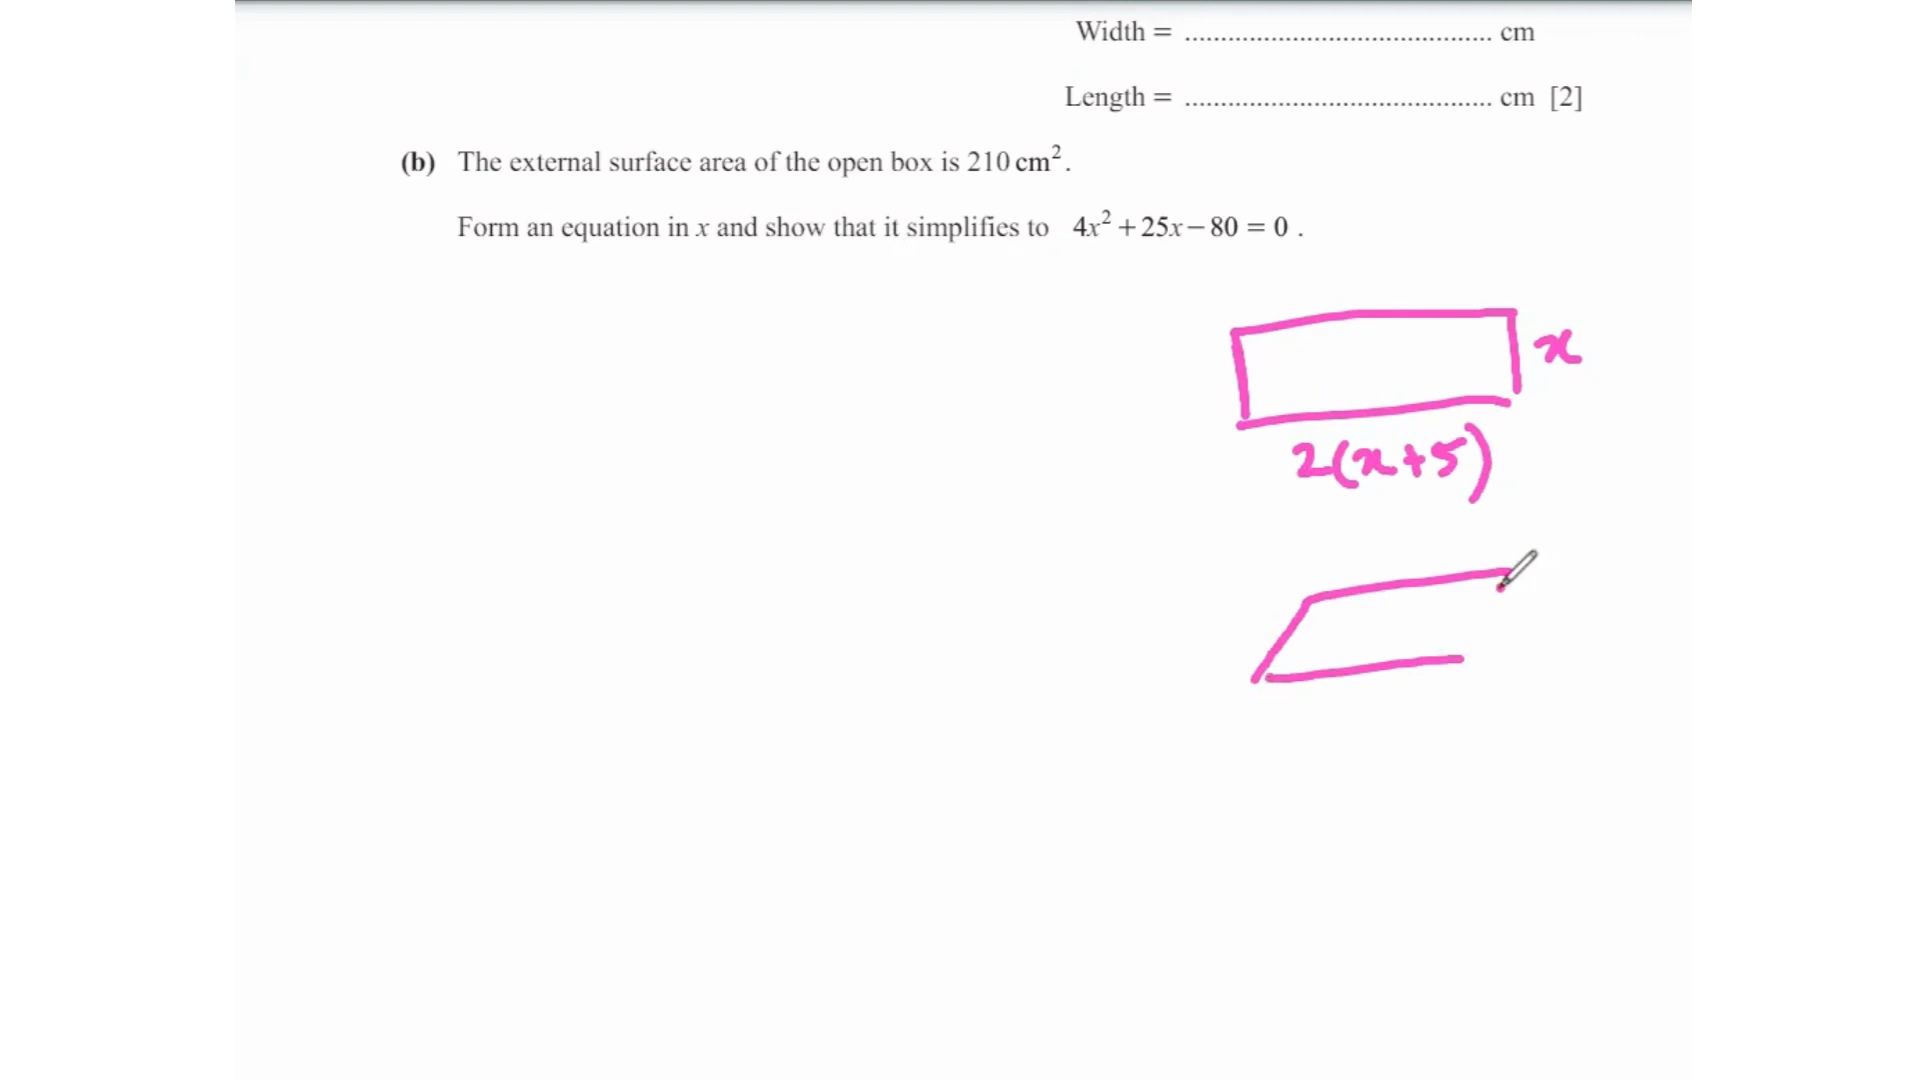 Width = .......................................... cm
Length = .......................................... cm [2]
(b) The external surface area of the open box is 210 cm².
Form an equation in x and show that it simplifies to 4x² + 25x − 80 = 0 .
x
2(x+5)